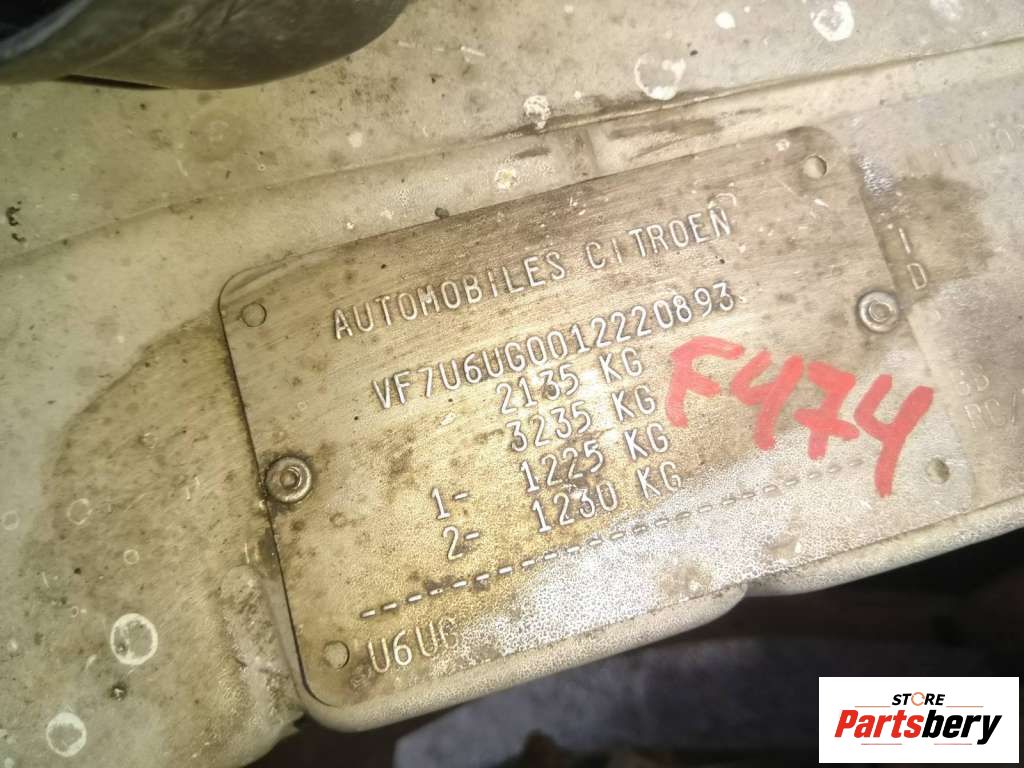 AUTOMOBILES CITROEN
VF7U6UG0012220893
2135 KG
3235 KG
1- 1225 KG
2- 1230 KG
--------------------
U6UG
F474
STORE
Partsbery